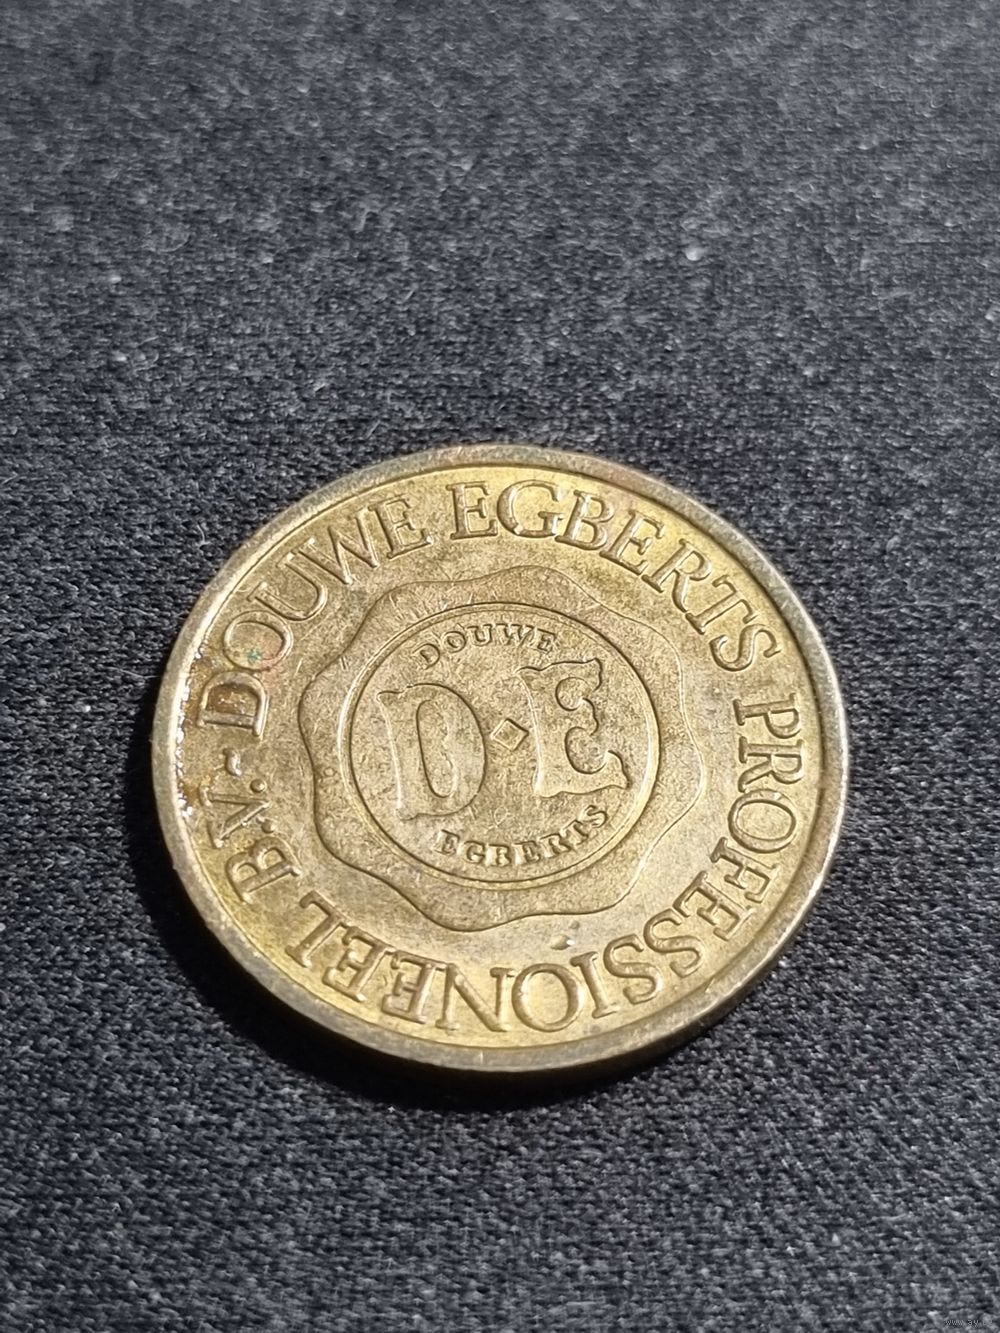 DOUWE EGBERTS PROFESSIONEEL B.V.-
DOUWE
D◇E
EGBERTS